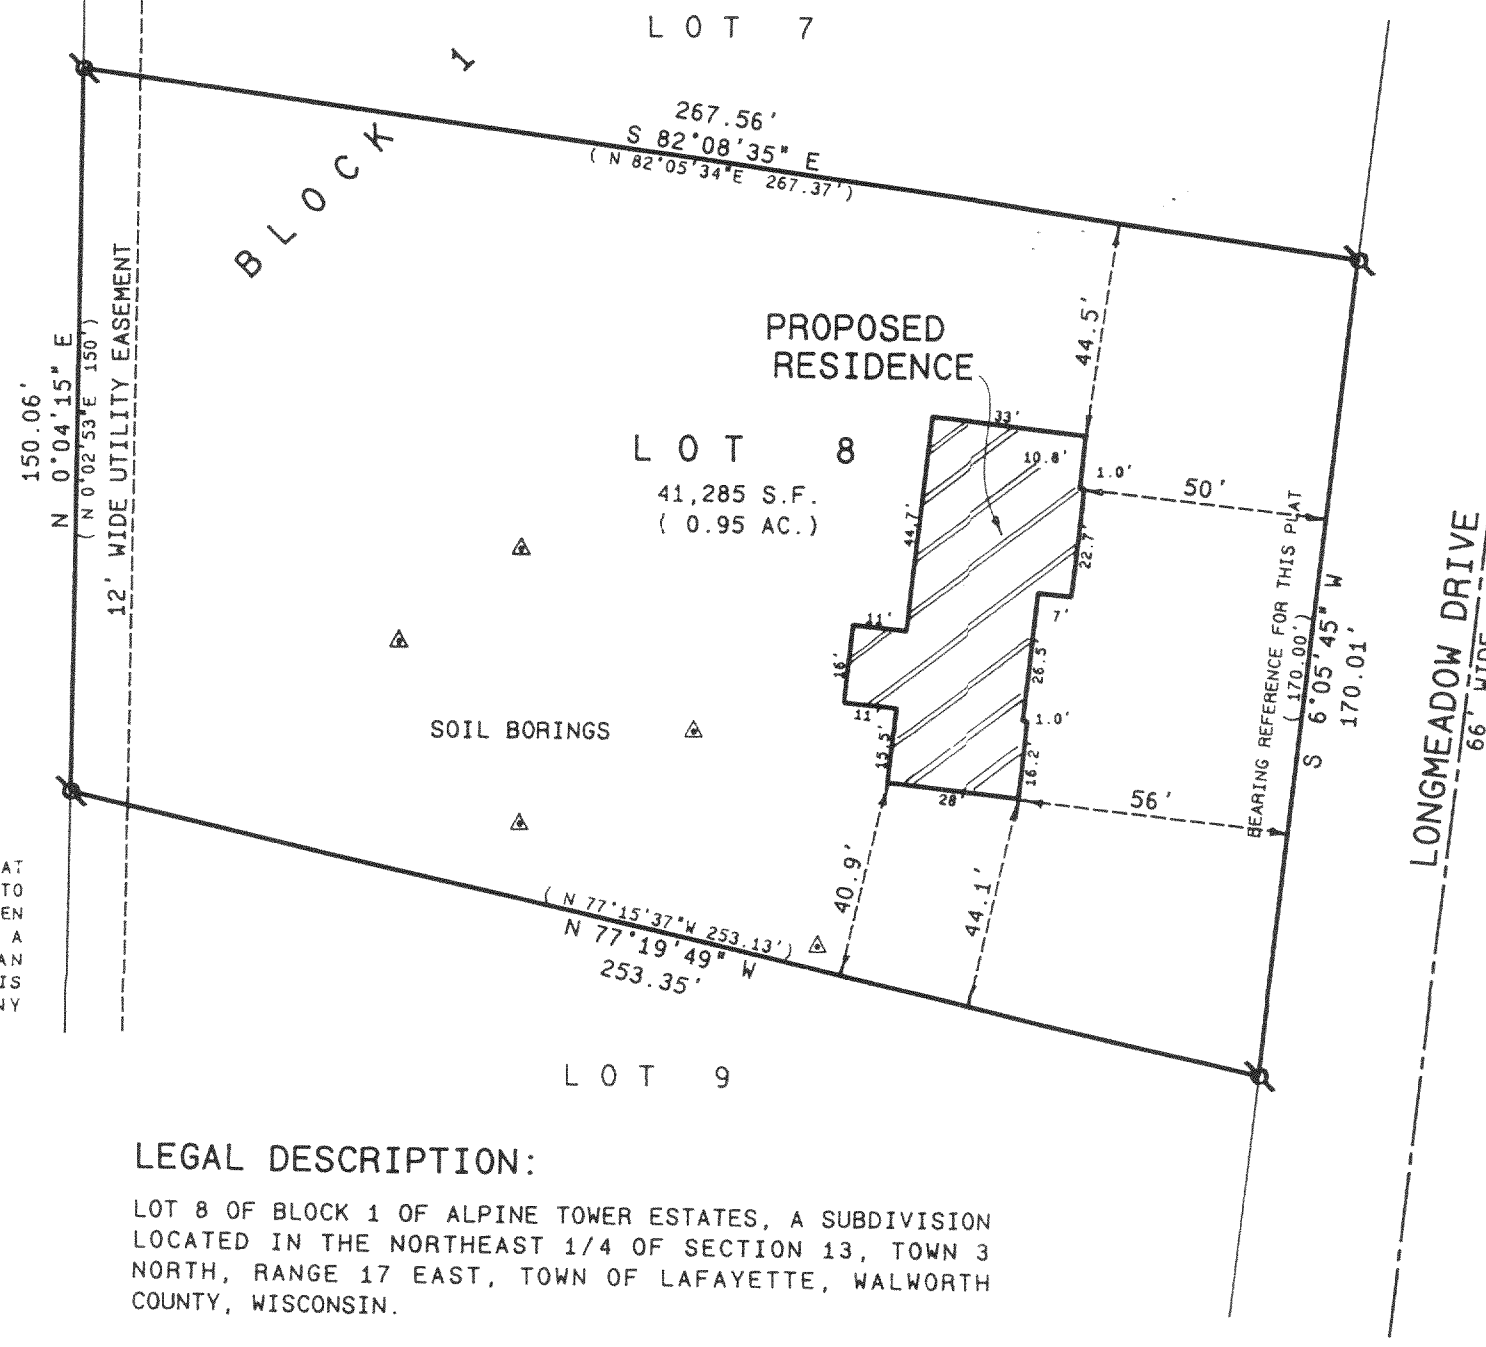 LOT 7
BLOCK 1
267.56'
S 82°08'35" E
( N 82°05'34"E 267.37')
150.06'
N 0°04'15" E
( N 0°02'53"E 150')
12' WIDE UTILITY EASEMENT
PROPOSED
RESIDENCE
44.5'
33'
10.8'
1.0'
50'
LOT 8
41,285 S.F.
( 0.95 AC.)
44.7'
22.7'
7'
11'
16'
11'
15.5'
26.5'
1.0'
16.2'
28'
56'
BEARING REFERENCE FOR THIS PLAT
( 170.00')
S 6°05'45" W
170.01'
LONGMEADOW DRIVE
66' WIDE
SOIL BORINGS
40.9'
44.1'
( N 77°15'37"W 253.13')
N 77°19'49" W
253.35'
AT
TO
EN
A
AN
IS
NY
LOT 9
LEGAL DESCRIPTION:
LOT 8 OF BLOCK 1 OF ALPINE TOWER ESTATES, A SUBDIVISION
LOCATED IN THE NORTHEAST 1/4 OF SECTION 13, TOWN 3
NORTH, RANGE 17 EAST, TOWN OF LAFAYETTE, WALWORTH
COUNTY, WISCONSIN.